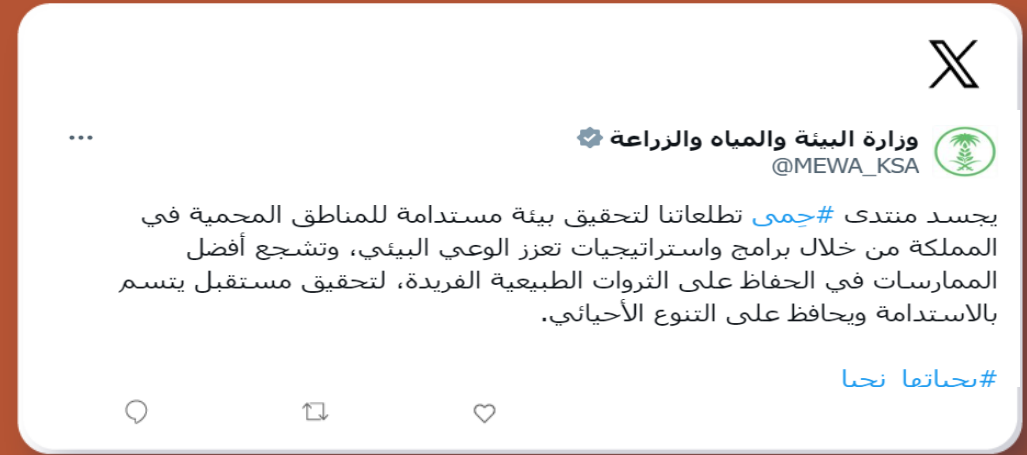 وزارة البيئة والمياه والزراعة
@MEWA_KSA
يجسد منتدى #حِمى تطلعاتنا لتحقيق بيئة مستدامة للمناطق المحمية في
المملكة من خلال برامج واستراتيجيات تعزز الوعي البيئي، وتشجع أفضل
الممارسات في الحفاظ على الثروات الطبيعية الفريدة، لتحقيق مستقبل يتسم
بالاستدامة ويحافظ على التنوع الأحيائي.
#بحياتها_نحيا